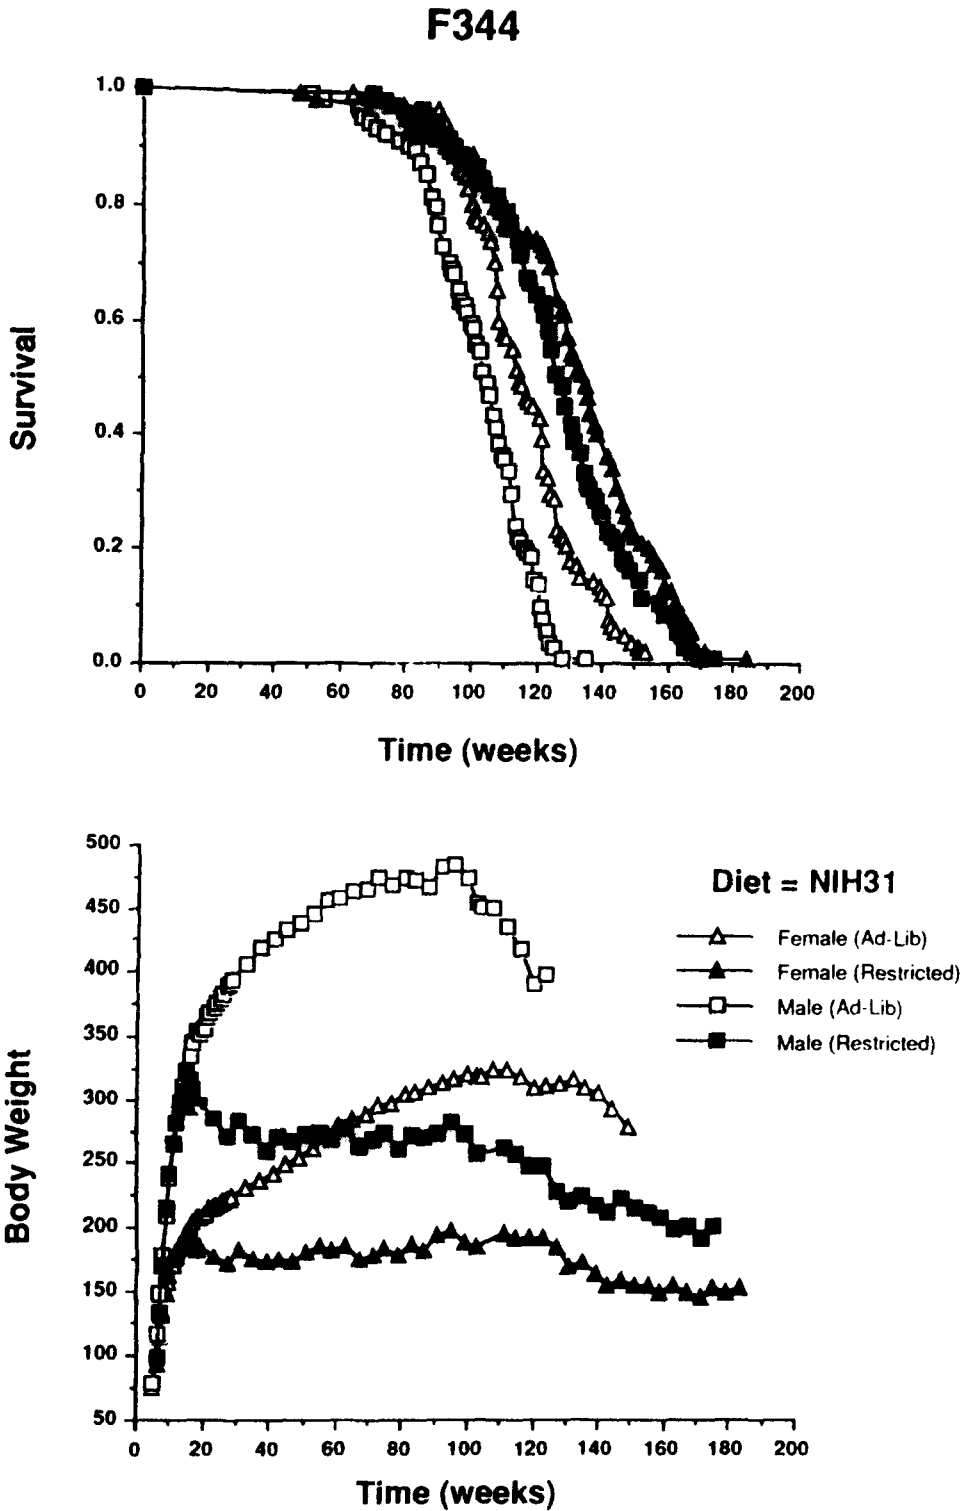 F344
1.0
0.8
0.6
0.4
0.2
0.0
Survival
0 20 40 60 80 100 120 140 160 180 200
Time (weeks)
500
450
400
350
300
250
200
150
100
50
Body Weight
0 20 40 60 80 100 120 140 160 180 200
Time (weeks)
Diet = NIH31
Female (Ad-Lib)
Female (Restricted)
Male (Ad-Lib)
Male (Restricted)